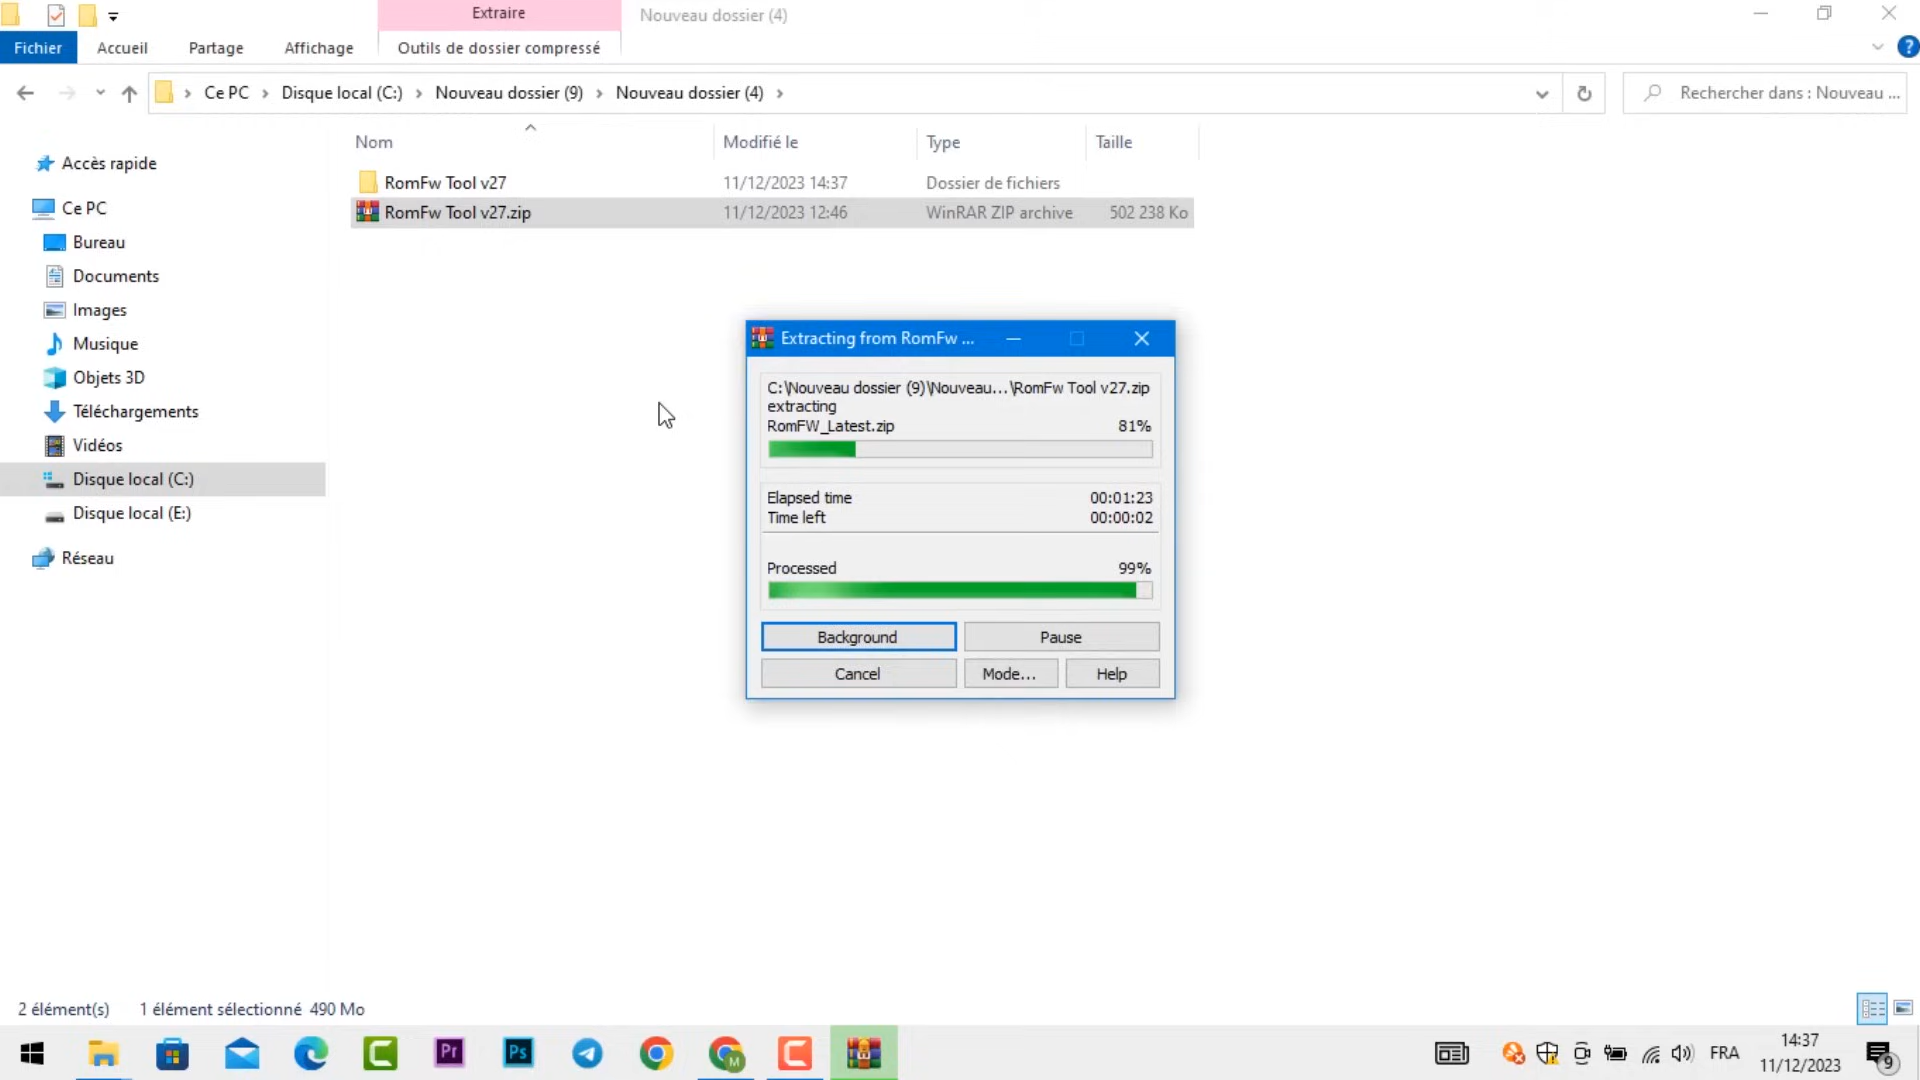 Extraire
Nouveau dossier (4)
Fichier
Accueil
Partage
Affichage
Outils de dossier compressé
Ce PC
Disque local (C:)
Nouveau dossier (9)
Nouveau dossier (4)
Rechercher dans : Nouveau ...
Nom
Modifié le
Type
Taille
RomFw Tool v27
11/12/2023 14:37
Dossier de fichiers
RomFw Tool v27.zip
11/12/2023 12:46
WinRAR ZIP archive
502 238 Ko
Accès rapide
Ce PC
Bureau
Documents
Images
Musique
Objets 3D
Téléchargements
Vidéos
Disque local (C:)
Disque local (E:)
Réseau
Extracting from RomFw ...
C:\Nouveau dossier (9)\Nouveau...\RomFw Tool v27.zip
extracting
RomFW_Latest.zip 81%
Elapsed time 00:01:23
Time left 00:00:02
Processed 99%
Background
Pause
Cancel
Mode...
Help
2 élément(s)
1 élément sélectionné 490 Mo
Pr
Ps
M
FRA
14:37
11/12/2023
9